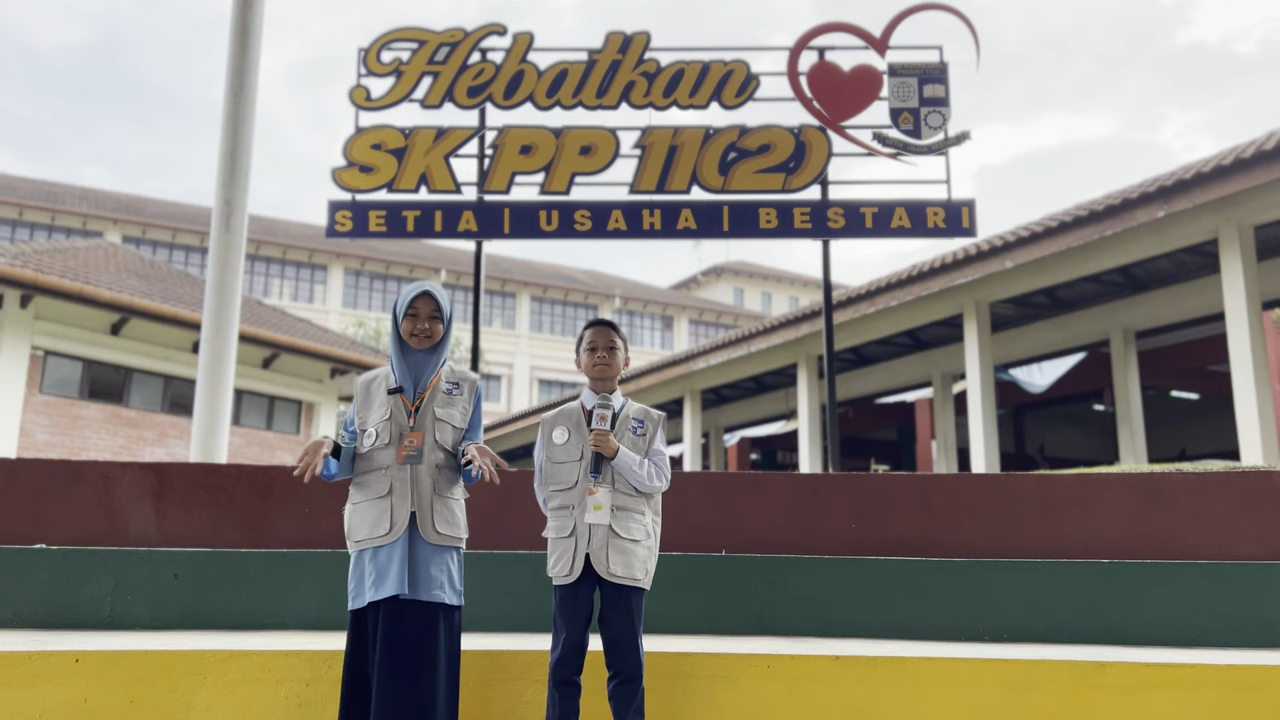 Hebatkan
SK PP 11(2)
SETIA | USAHA | BESTARI